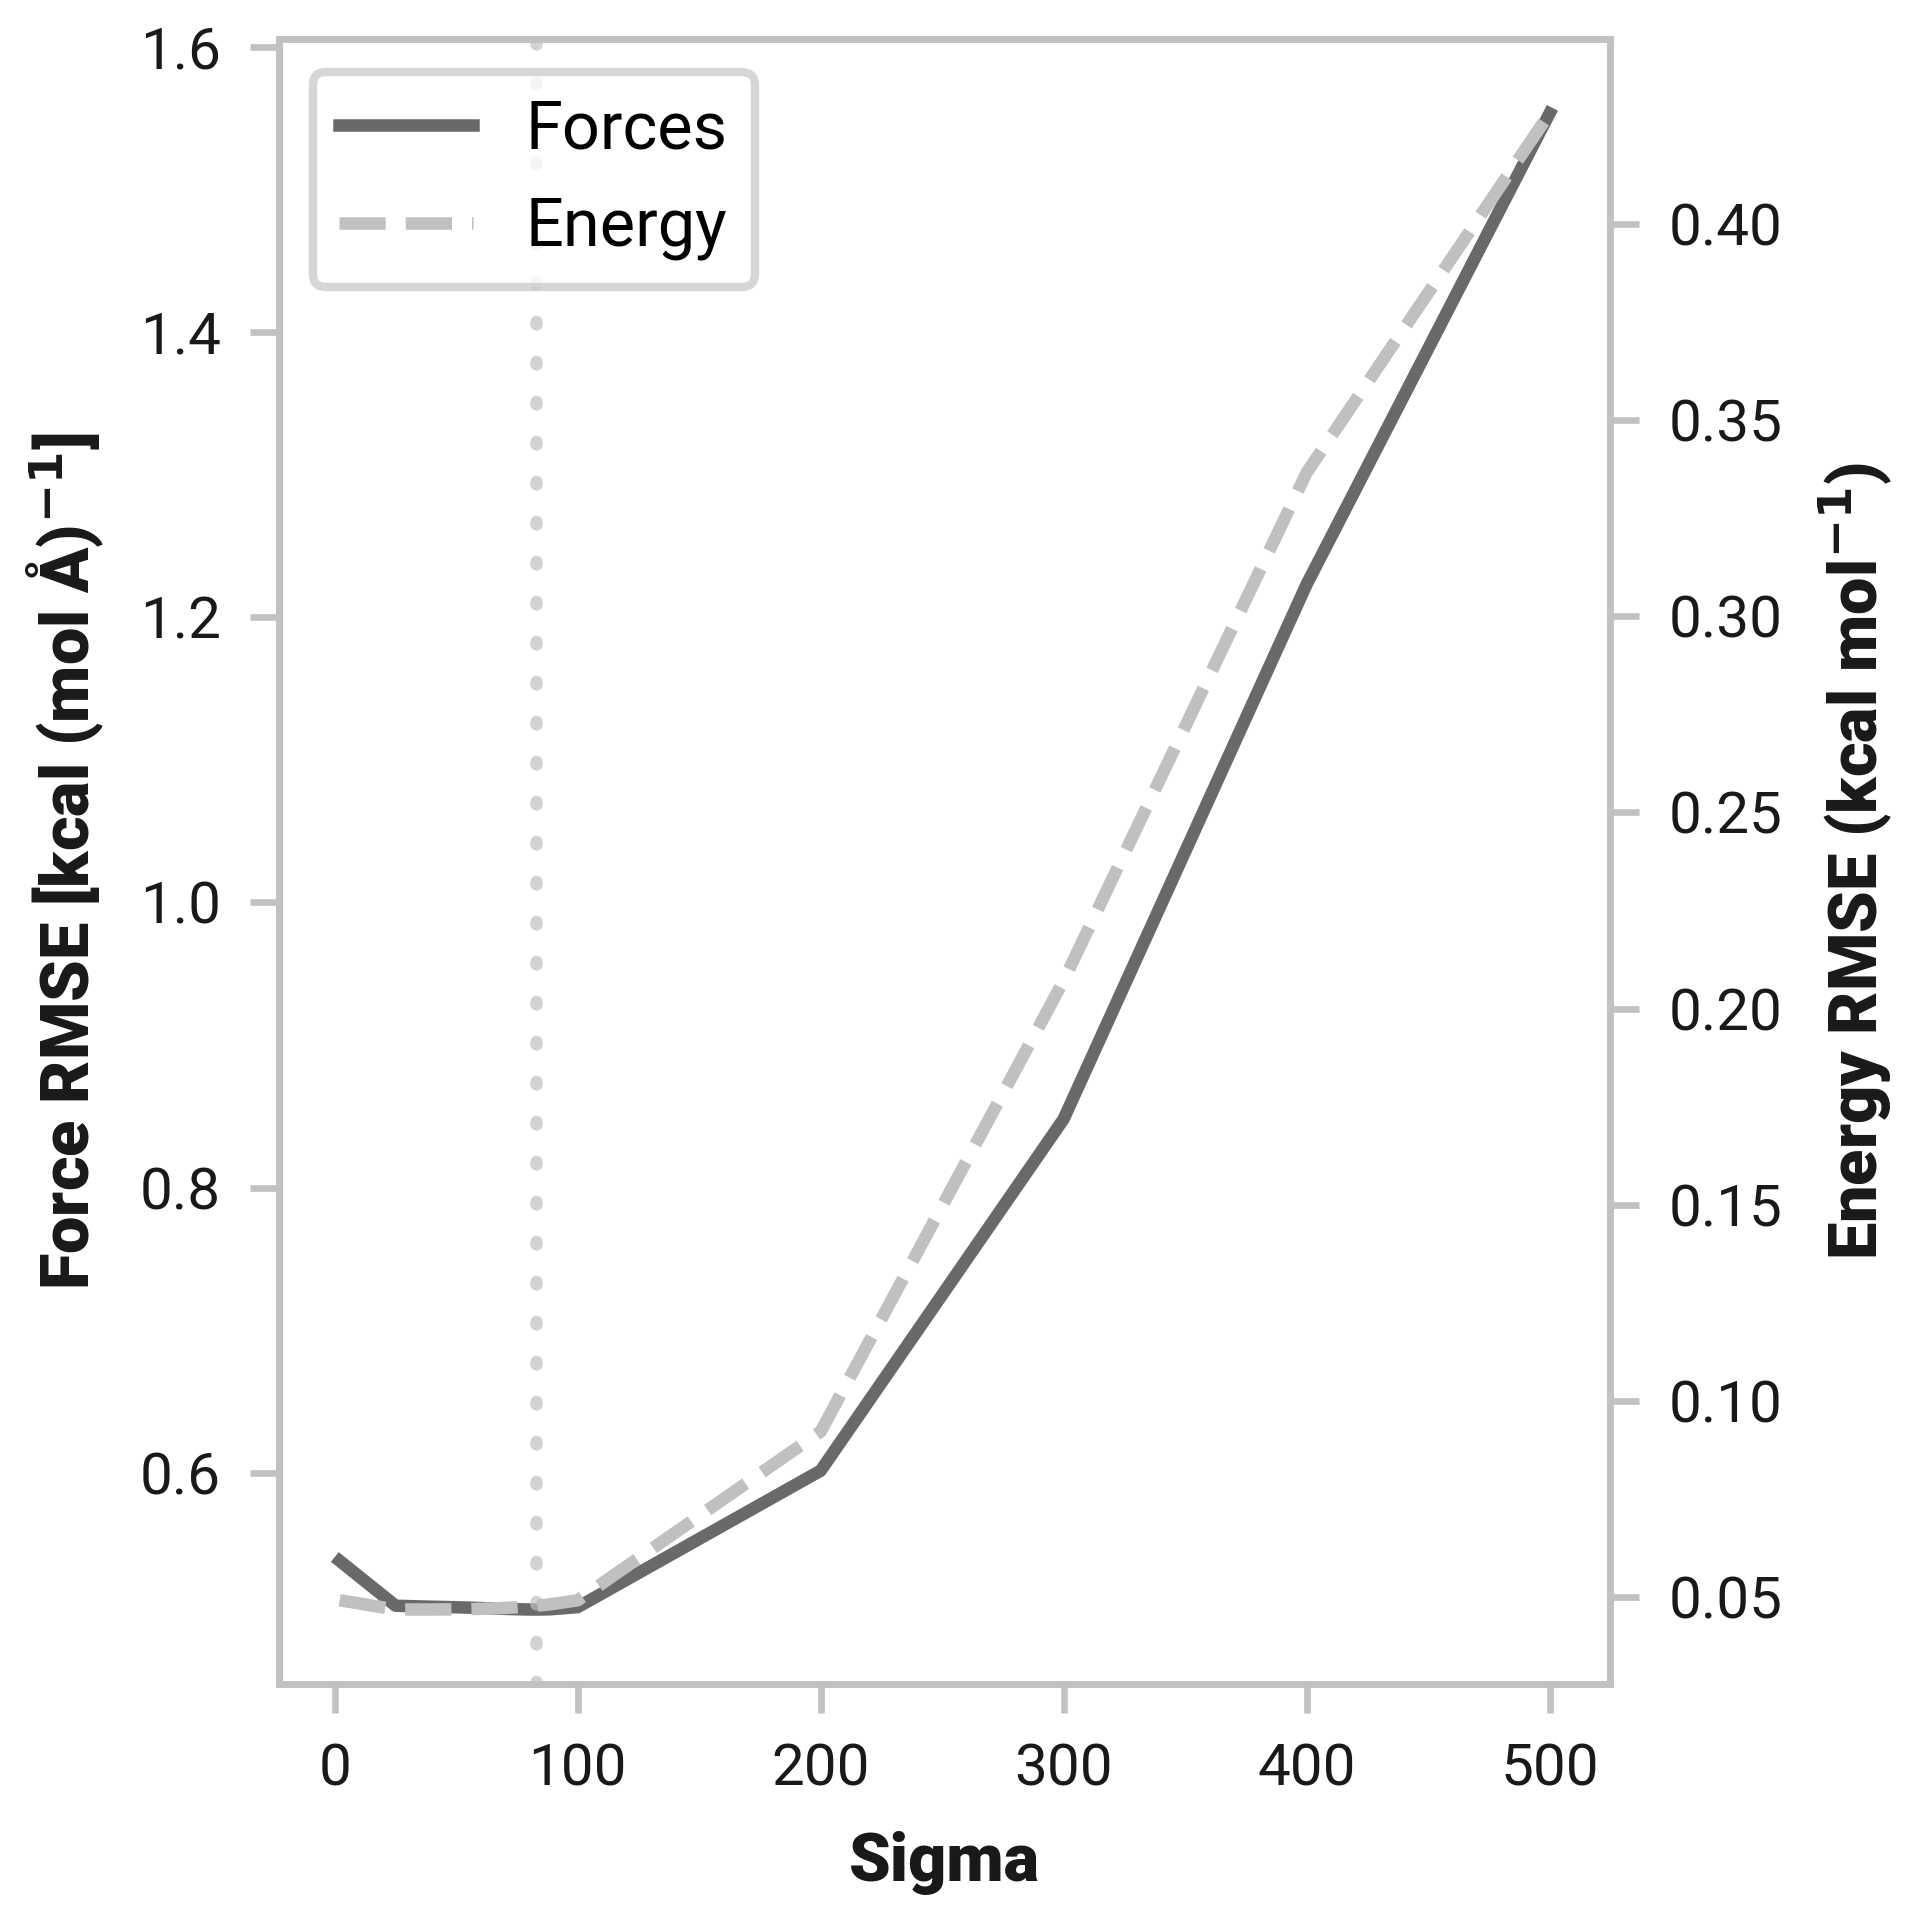 Forces
Energy
1.6
1.4
1.2
1.0
0.8
0.6
Force RMSE [kcal (mol Å)⁻¹]
0.40
0.35
0.30
0.25
0.20
0.15
0.10
0.05
Energy RMSE (kcal mol⁻¹)
0 100 200 300 400 500
Sigma